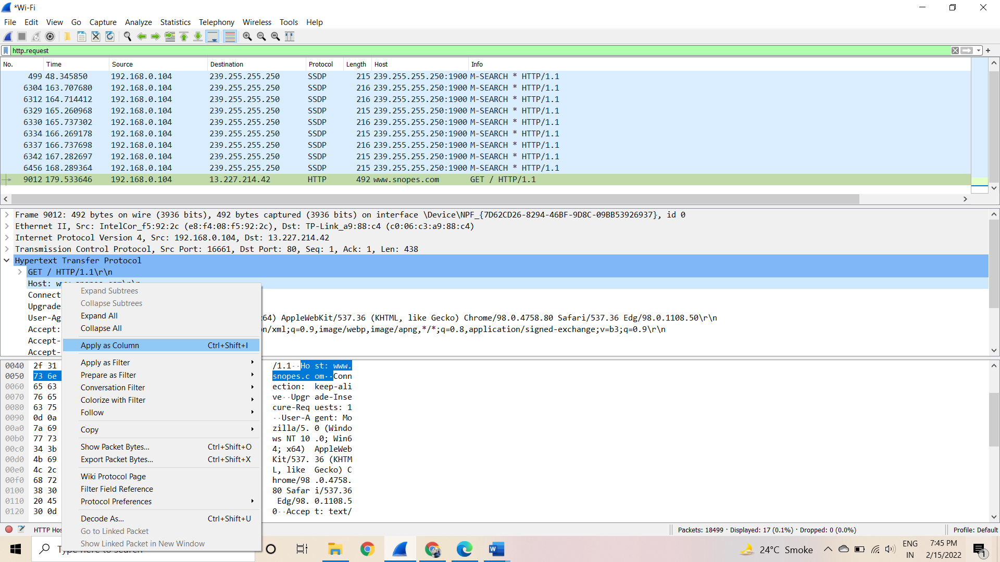 *Wi-Fi
File Edit View Go Capture Analyze Statistics Telephony Wireless Tools Help
http.request
No. Time Source Destination Protocol Length Host Info
499 48.345850 192.168.0.104 239.255.255.250 SSDP 215 239.255.255.250:1900 M-SEARCH * HTTP/1.1
6304 163.707680 192.168.0.104 239.255.255.250 SSDP 216 239.255.255.250:1900 M-SEARCH * HTTP/1.1
6312 164.714412 192.168.0.104 239.255.255.250 SSDP 216 239.255.255.250:1900 M-SEARCH * HTTP/1.1
6329 165.260968 192.168.0.104 239.255.255.250 SSDP 215 239.255.255.250:1900 M-SEARCH * HTTP/1.1
6330 165.737302 192.168.0.104 239.255.255.250 SSDP 216 239.255.255.250:1900 M-SEARCH * HTTP/1.1
6334 166.269178 192.168.0.104 239.255.255.250 SSDP 215 239.255.255.250:1900 M-SEARCH * HTTP/1.1
6337 166.737698 192.168.0.104 239.255.255.250 SSDP 216 239.255.255.250:1900 M-SEARCH * HTTP/1.1
6342 167.282697 192.168.0.104 239.255.255.250 SSDP 215 239.255.255.250:1900 M-SEARCH * HTTP/1.1
6456 168.289364 192.168.0.104 239.255.255.250 SSDP 215 239.255.255.250:1900 M-SEARCH * HTTP/1.1
9012 179.533646 192.168.0.104 13.227.214.42 HTTP 492 www.snopes.com GET / HTTP/1.1
Frame 9012: 492 bytes on wire (3936 bits), 492 bytes captured (3936 bits) on interface \Device\NPF_{7D62CD26-8294-46BF-9D8C-09BB53926937}, id 0
Ethernet II, Src: IntelCor_f5:92:2c (e8:f4:08:f5:92:2c), Dst: TP-Link_a9:88:c4 (c0:06:c3:a9:88:c4)
Internet Protocol Version 4, Src: 192.168.0.104, Dst: 13.227.214.42
Transmission Control Protocol, Src Port: 16661, Dst Port: 80, Seq: 1, Ack: 1, Len: 438
Hypertext Transfer Protocol
GET / HTTP/1.1\r\n
Host: www.snopes.com\r\n
Connect
Upgrade
User-Ag x64) AppleWebKit/537.36 (KHTML, like Gecko) Chrome/98.0.4758.80 Safari/537.36 Edg/98.0.1108.50\r\n
Accept: on/xml;q=0.9,image/webp,image/apng,*/*;q=0.8,application/signed-exchange;v=b3;q=0.9\r\n
Accept-
Accept-
Expand Subtrees
Collapse Subtrees
Expand All
Collapse All
Apply as Column Ctrl+Shift+I
Apply as Filter
Prepare as Filter
Conversation Filter
Colorize with Filter
Follow
Copy
Show Packet Bytes... Ctrl+Shift+O
Export Packet Bytes... Ctrl+Shift+X
Wiki Protocol Page
Filter Field Reference
Protocol Preferences
Decode As... Ctrl+Shift+U
Go to Linked Packet
Show Linked Packet in New Window
0040 2f 31 /1.1··Ho st: www.
0050 73 6e snopes.c om··Conn
0060 65 63 ection: keep-ali
0070 76 65 ve··Upgr ade-Inse
0080 63 75 cure-Req uests: 1
0090 0d 0a ··User-A gent: Mo
00a0 7a 69 zilla/5. 0 (Windo
00b0 77 73 ws NT 10 .0; Win6
00c0 34 3b 4; x64) AppleWeb
00d0 4b 69 Kit/537. 36 (KHTM
00e0 4c 2c L, like Gecko) C
00f0 68 72 hrome/98 .0.4758.
0100 38 30 80 Safar i/537.36
0110 20 45 Edg/98. 0.1108.5
0120 30 0d 0··Accep t: text/
HTTP Hos Packets: 18499 · Displayed: 17 (0.1%) · Dropped: 0 (0.0%) Profile: Default
Type here to search
24°C Smoke
ENG
IN
7:45 PM
2/15/2022
1